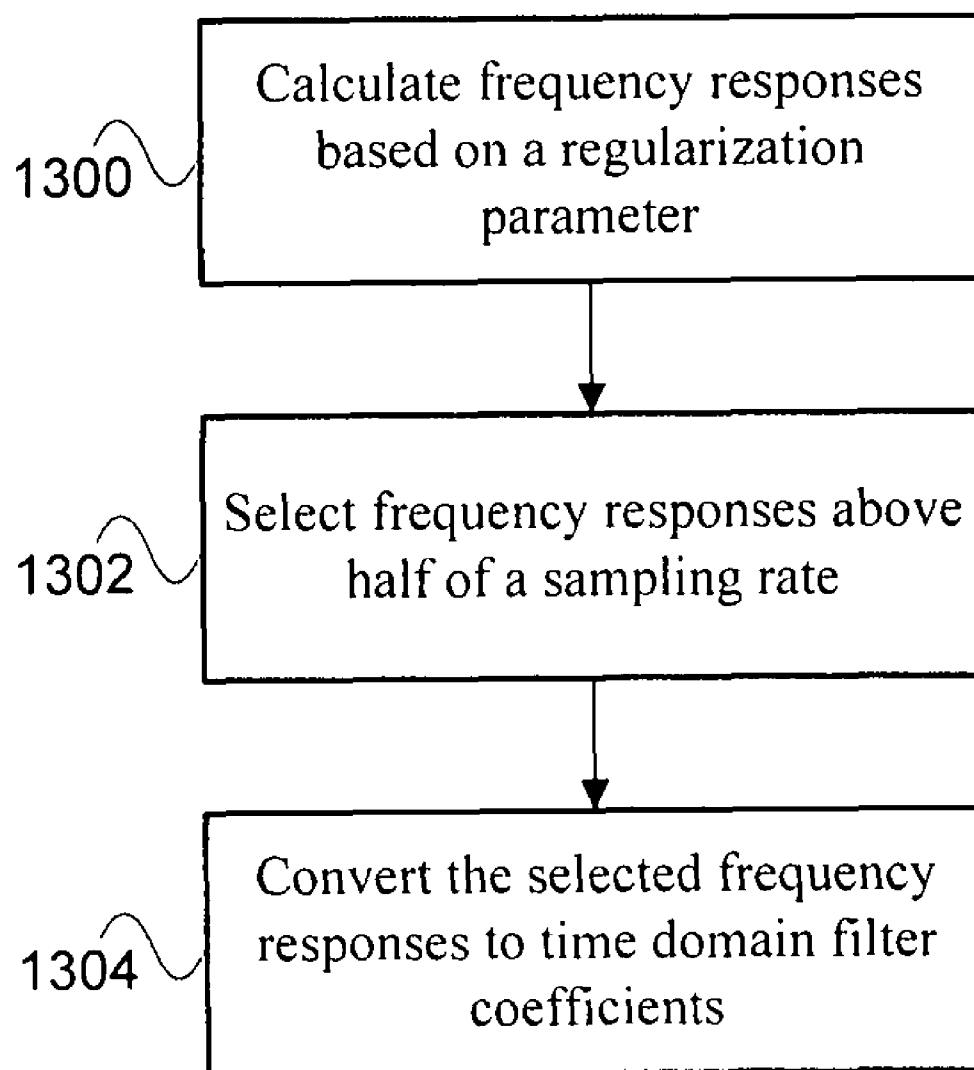 Calculate frequency responses
based on a regularization
parameter
1300
Select frequency responses above
half of a sampling rate
1302
Convert the selected frequency
responses to time domain filter
coefficients
1304